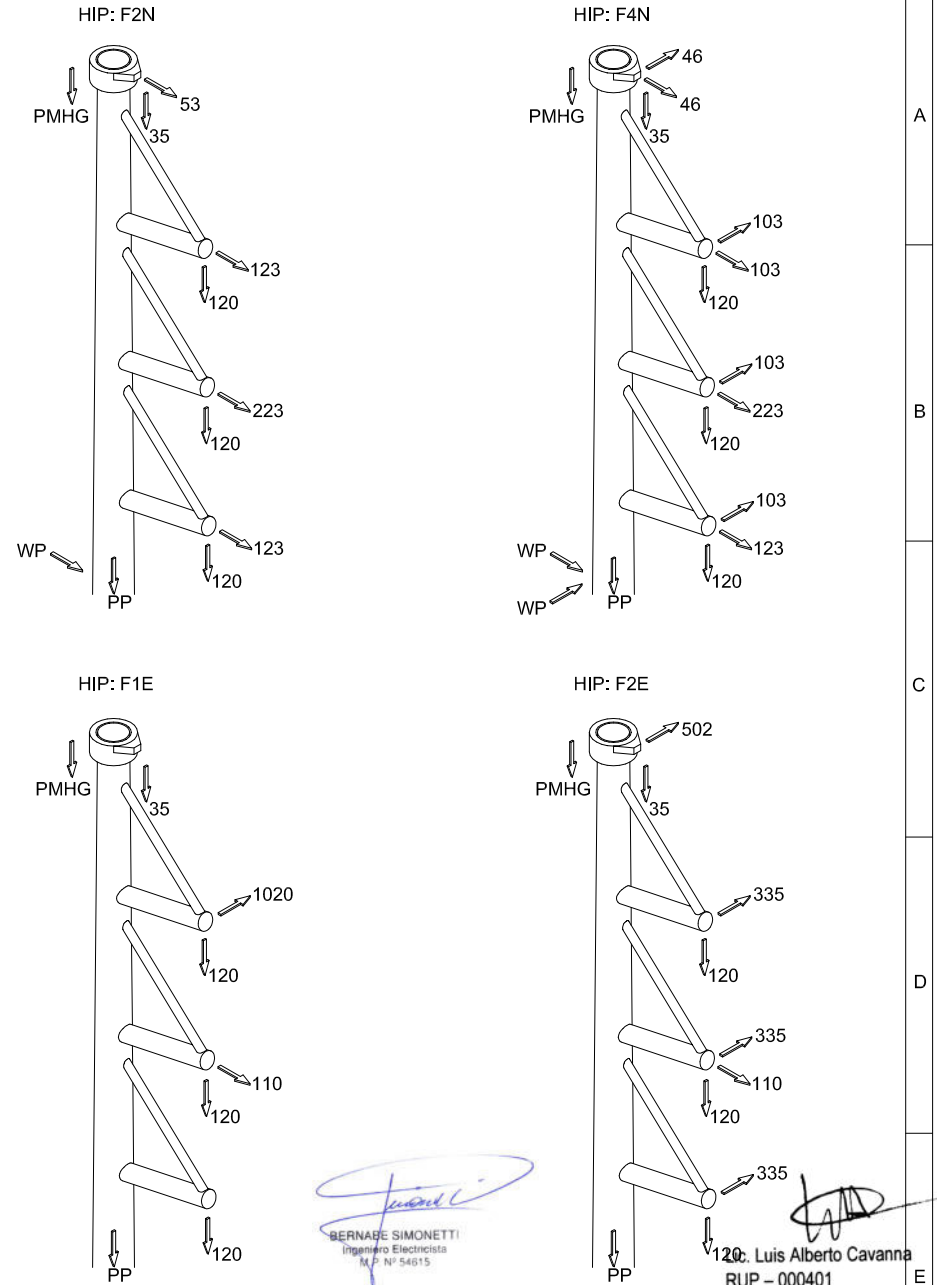 HIP: F2N
PMHG
53
35
123
120
223
120
123
120
WP
PP
HIP: F4N
46
46
PMHG
35
103
103
120
103
223
120
103
123
120
WP
WP
PP
HIP: F1E
PMHG
35
1020
120
110
120
120
PP
HIP: F2E
502
PMHG
35
335
120
335
110
120
335
120
PP
BERNABE SIMONETTI
Ingeniero Electricista
M.P. Nº 54615
Lic. Luis Alberto Cavanna
RUP – 000401
A
B
C
D
E